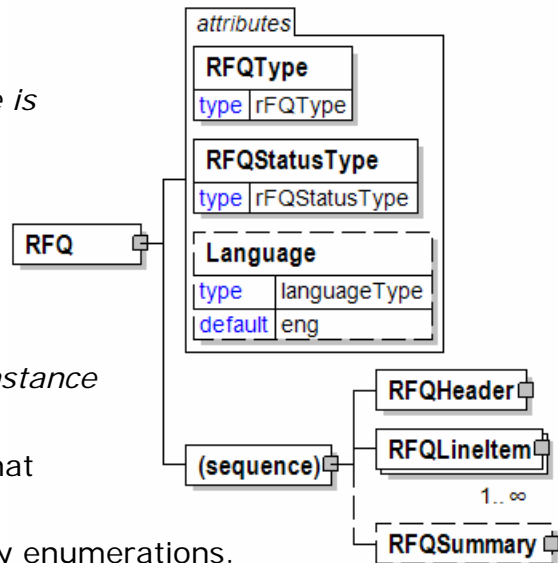 attributes
RFQType
type rFQType
is
RFQStatusType
type rFQStatusType
RFQ
Language
type languageType
default eng
RFQHeader
(sequence)
RFQLineItem
1.. ∞
RFQSummary
enumerations.